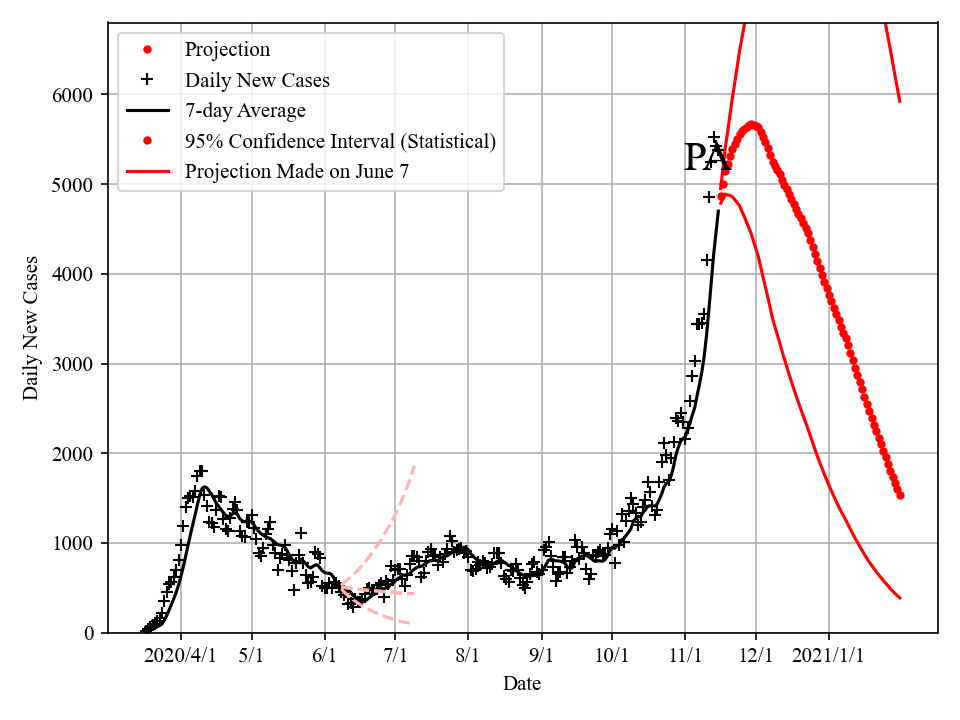 Projection
Daily New Cases
7-day Average
95% Confidence Interval (Statistical)
Projection Made on June 7
PA
6000
5000
4000
3000
2000
1000
0
Daily New Cases
2020/4/1 5/1 6/1 7/1 8/1 9/1 10/1 11/1 12/1 2021/1/1
Date